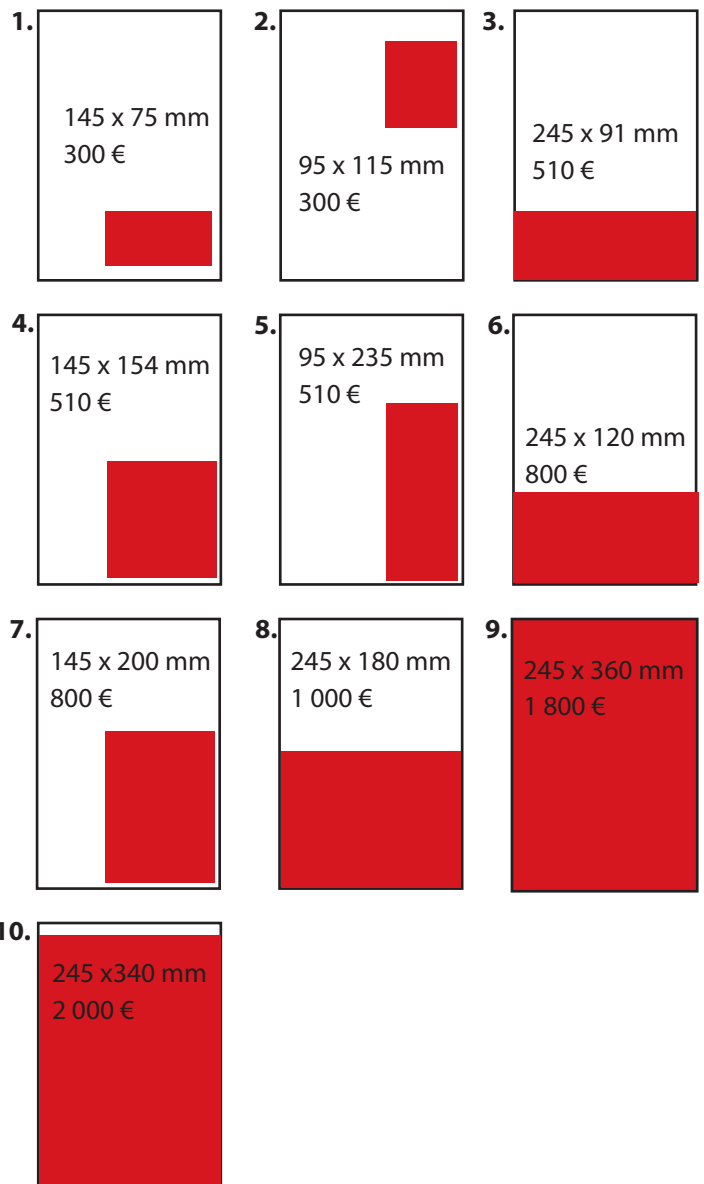 1.
145 x 75 mm
300 €
2.
95 x 115 mm
300 €
3.
245 x 91 mm
510 €
4.
145 x 154 mm
510 €
5.
95 x 235 mm
510 €
6.
245 x 120 mm
800 €
7.
145 x 200 mm
800 €
8.
245 x 180 mm
1 000 €
9.
245 x 360 mm
1 800 €
10.
245 x340 mm
2 000 €